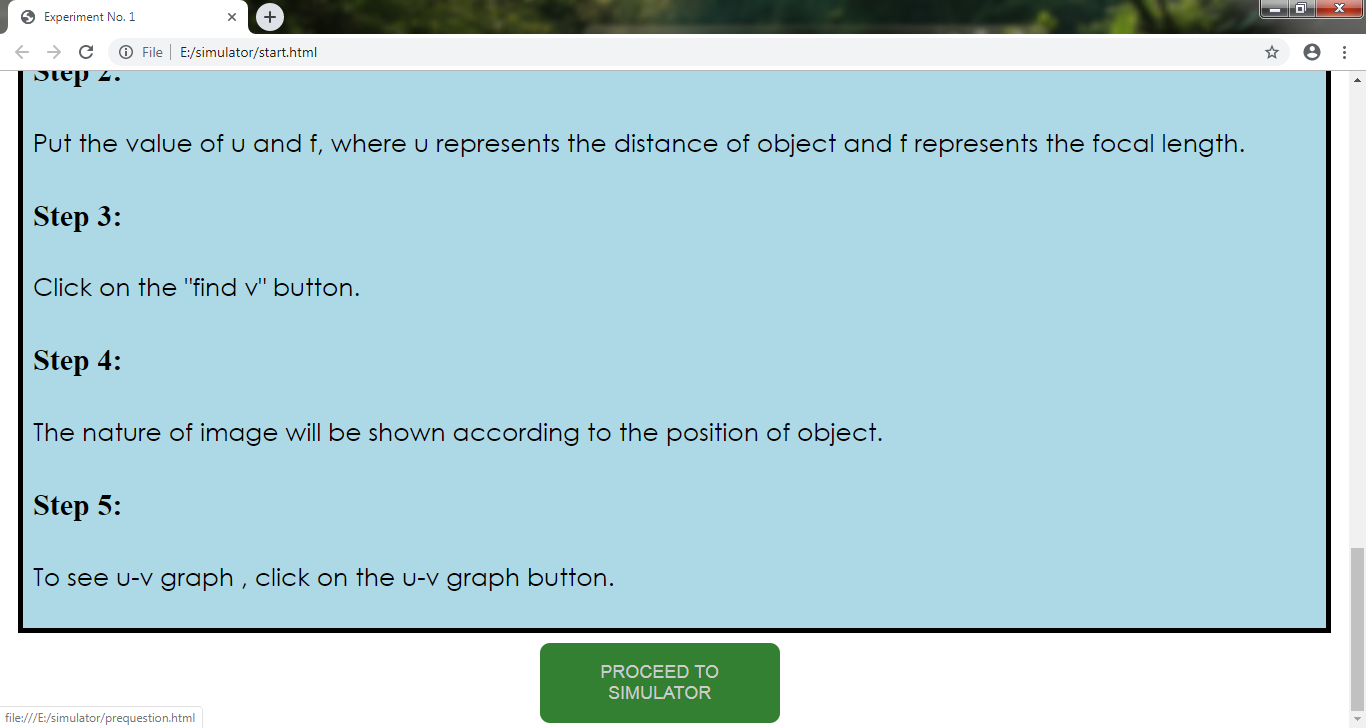 Experiment No. 1
File
E:/simulator/start.html
Step 2:
Put the value of u and f, where u represents the distance of object and f represents the focal length.
Step 3:
Click on the "find v" button.
Step 4:
The nature of image will be shown according to the position of object.
Step 5:
To see u-v graph , click on the u-v graph button.
PROCEED TO
SIMULATOR
file:///E:/simulator/prequestion.html